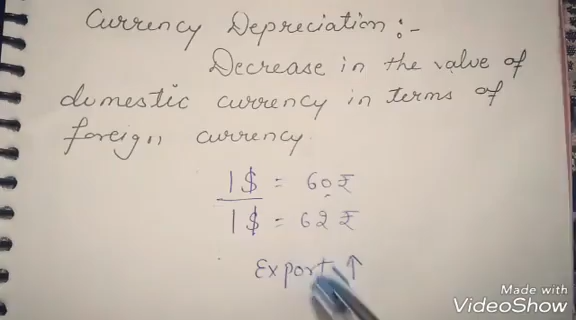 Currency Depreciation :-
Decrease in the value of
domestic currency in terms of
foreign currency.
1$ = 60₹
1$ = 62₹
Export ↑
Made with
VideoShow